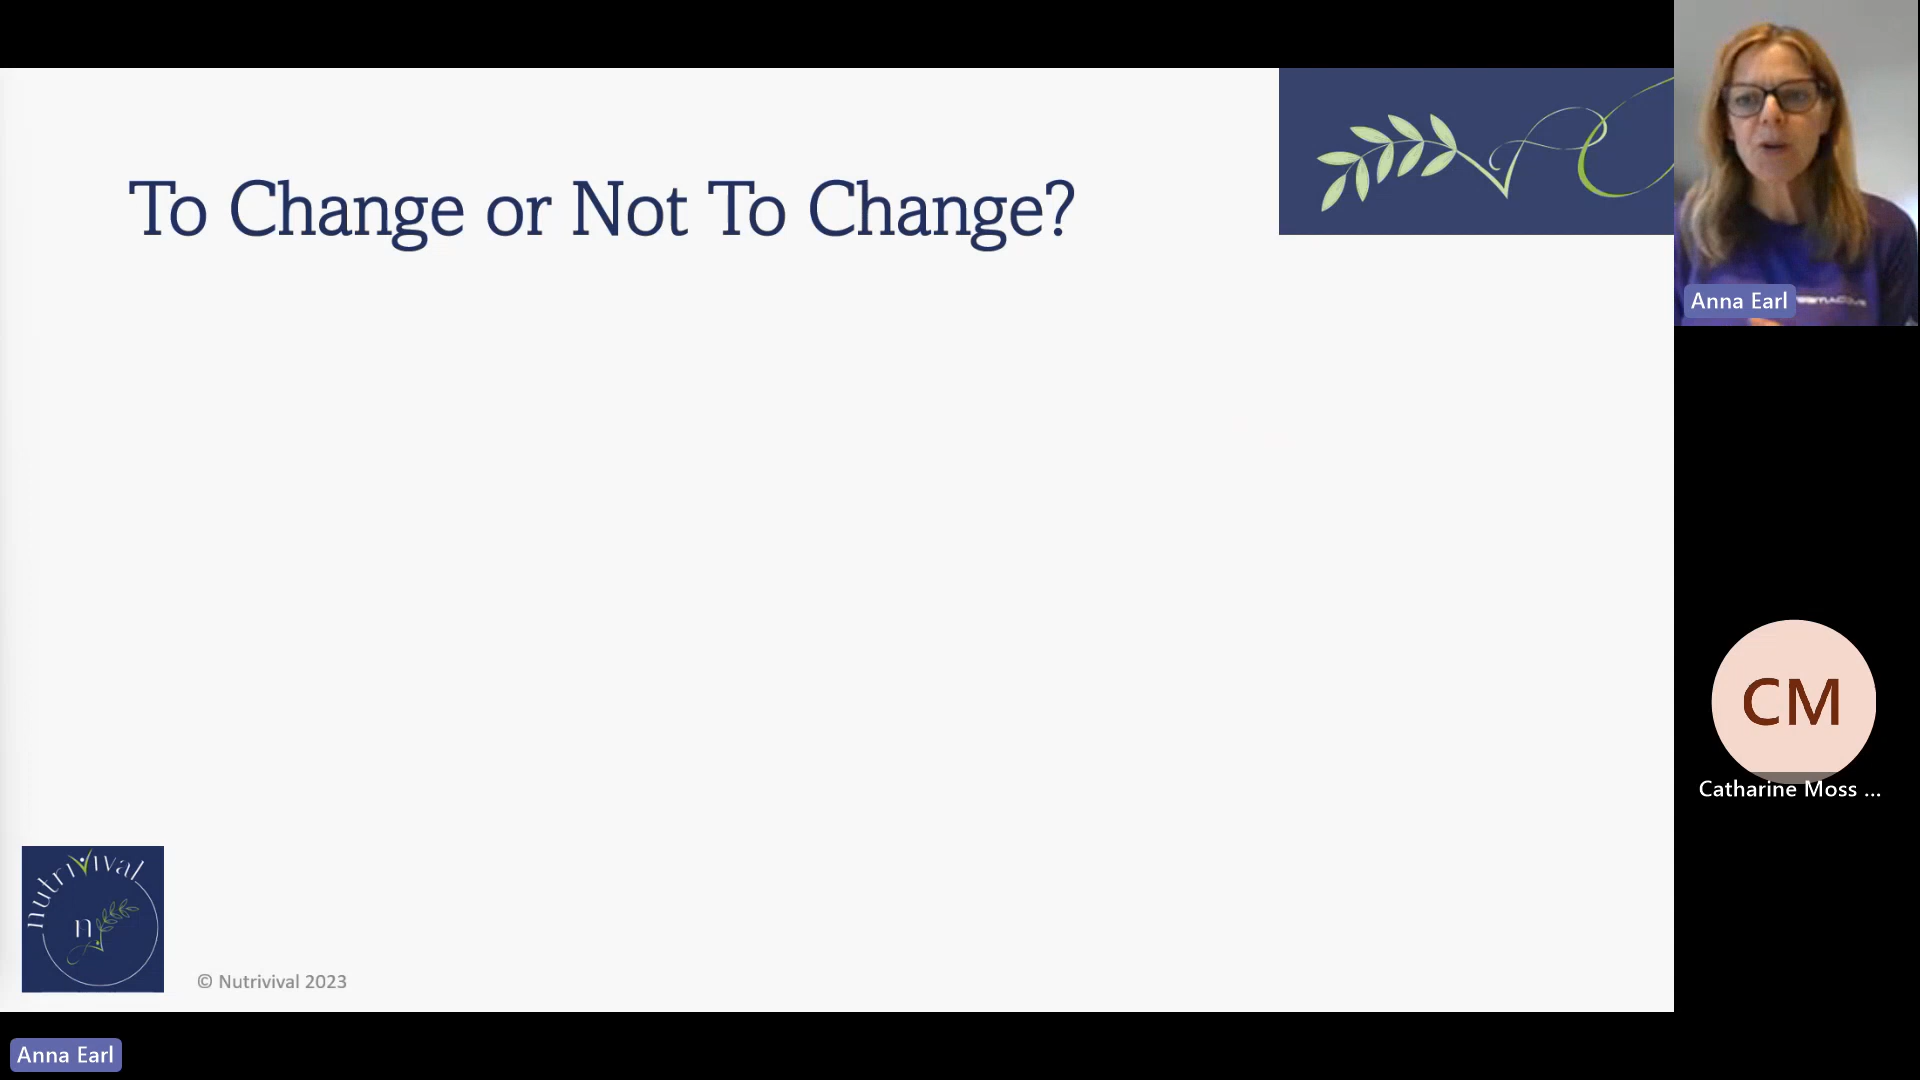 To Change or Not To Change?
Anna Earl
CM
Catharine Moss ...
nutrivival
n
© Nutrivival 2023
Anna Earl